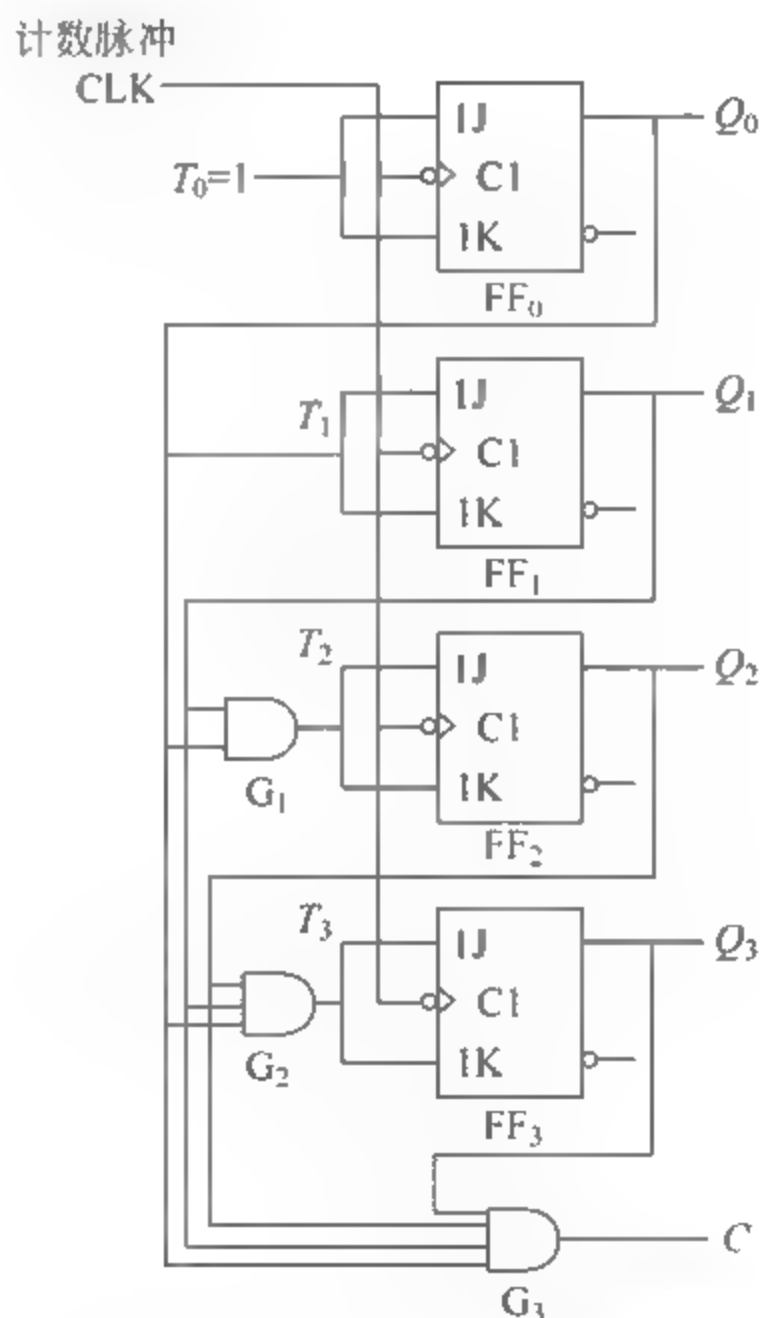 计数脉冲
CLK
1J
Q₀
T₀=1
C1
1K
FF₀
1J
Q₁
T₁
C1
1K
FF₁
T₂
1J
Q₂
C1
G₁
1K
FF₂
T₃
1J
Q₃
C1
G₂
1K
FF₃
C
G₃